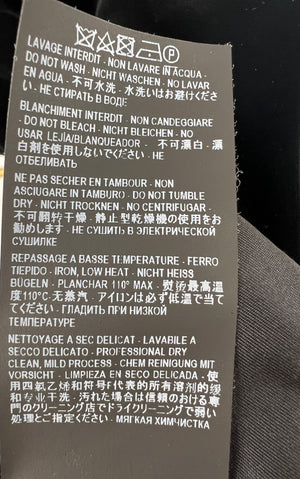 P
LAVAGE INTERDIT - NON LAVARE IN ACQUA -
DO NOT WASH - NICHT WASCHEN - NO LAVAR
EN AGUA - 不可水洗 - 水洗いはお避けくださ
い - НЕ СТИРАТЬ В ВОДЕ
BLANCHIMENT INTERDIT - NON CANDEGGIARE
- DO NOT BLEACH - NICHT BLEICHEN - NO
USAR LEJÍA/BLANQUEADOR - 不可漂白 - 漂
白剤を使用しないでください - НЕ
ОТБЕЛИВАТЬ
NE PAS SECHER EN TAMBOUR - NON
ASCIUGARE IN TAMBURO - DO NOT TUMBLE
DRY - NICHT TROCKNEN - NO CENTRIFUGAR -
不可翻转干燥 - 静止型乾燥機の使用をお
勧めします - НЕ СУШИТЬ В ЭЛЕКТРИЧЕСКОЙ
СУШИЛКЕ
REPASSAGE A BASSE TEMPERATURE - FERRO
TIEPIDO - IRON, LOW HEAT - NICHT HEISS
BÜGELN - PLANCHAR 110° MAX - 熨烫最高温
度110°C.无蒸汽 - アイロンは必ず低温で当て
てください - ГЛАДИТЬ ПРИ НИЗКОЙ
ТЕМПЕРАТУРЕ
NETTOYAGE A SEC DELICAT - LAVABILE A
SECCO DELICATO - PROFESSIONAL DRY
CLEAN, MILD PROCESS - CHEM REINIGUNG MIT
VORSICHT - LIMPIEZA EN SECO DELICADA - 使
用四氯乙烯和符号F代表的所有溶剂的缓
和专业干洗 - 汚れた場合は信頼のおける専
門のクリーニング店でドライクリーニングで弱い
処理とご指定ください - МЯГКАЯ ХИМЧИСТКА